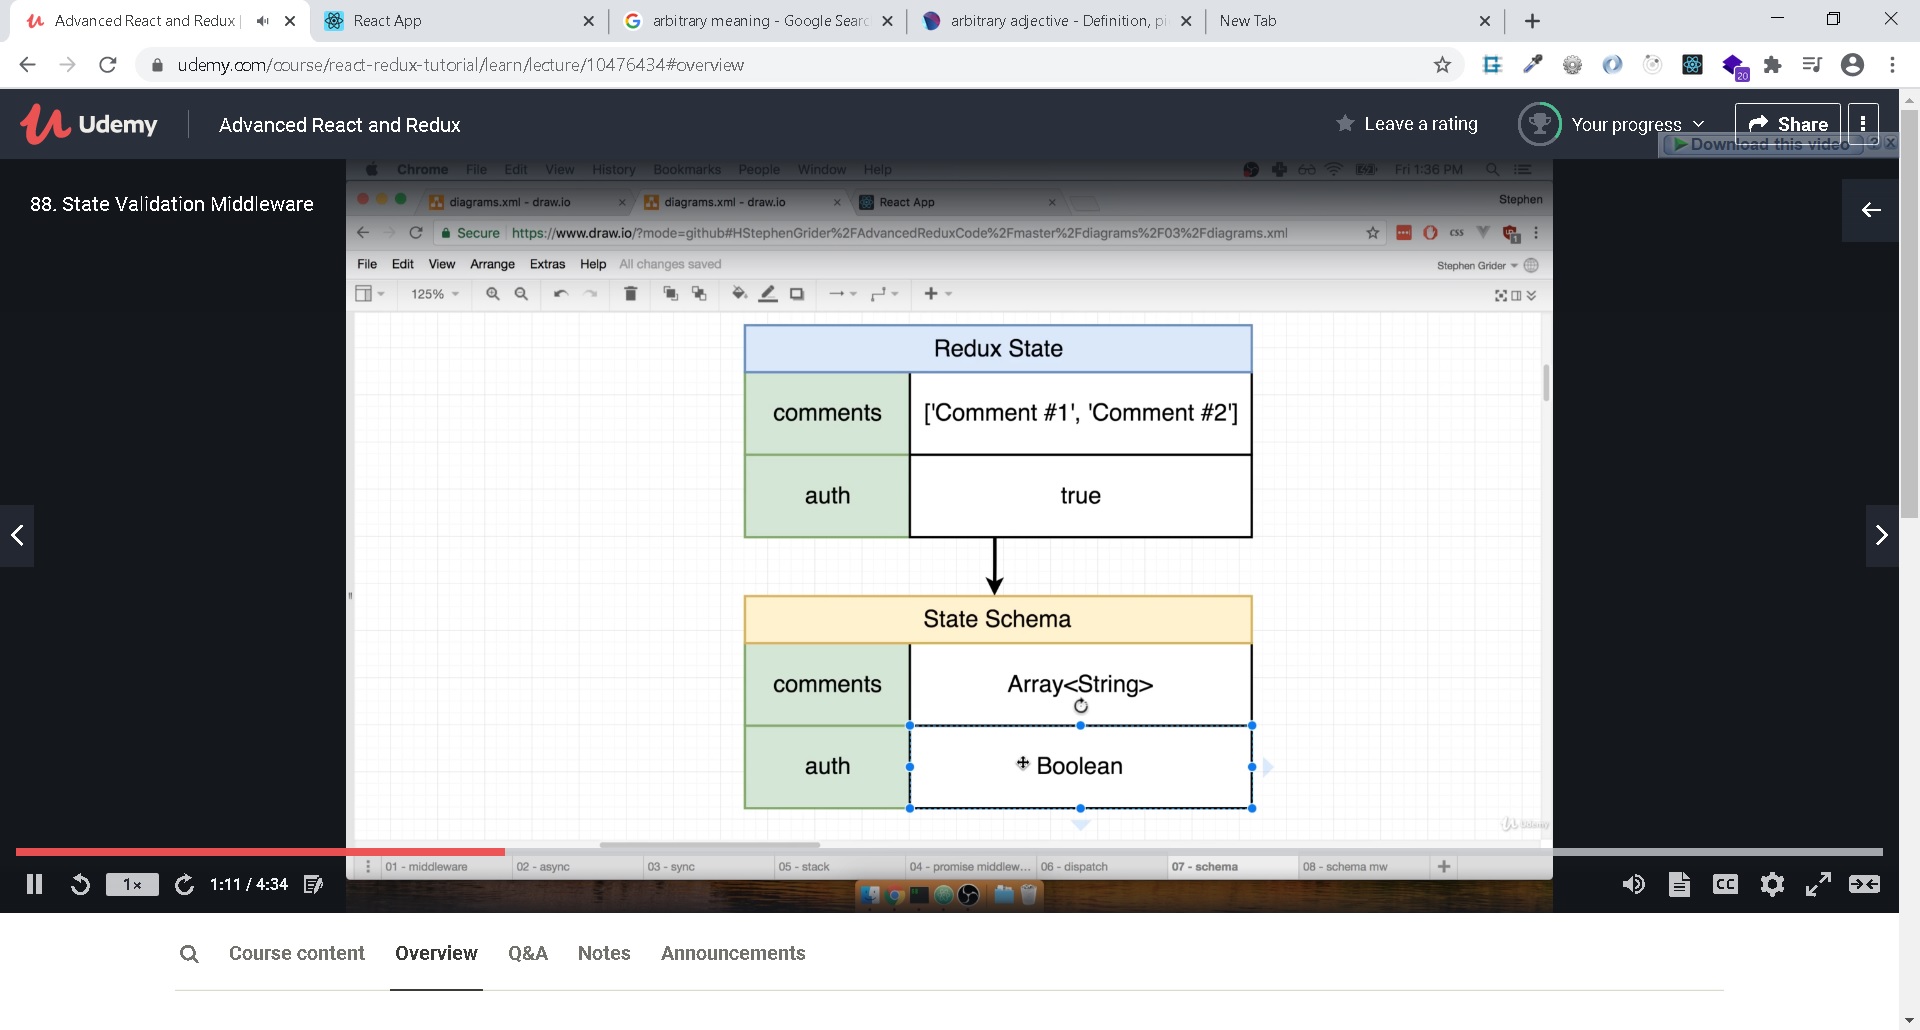 Advanced React and Redux
React App
arbitrary meaning - Google Searc
arbitrary adjective - Definition, pi
New Tab
udemy.com/course/react-redux-tutorial/learn/lecture/10476434#overview
20
Udemy
Advanced React and Redux
Leave a rating
Your progress
Share
Download this video
88. State Validation Middleware
Chrome File Edit View History Bookmarks People Window Help
Fri 1:36 PM
diagrams.xml - draw.io
diagrams.xml - draw.io
React App
Stephen
Secure https://www.draw.io/?mode=github#HStephenGrider%2FAdvancedReduxCode%2Fmaster%2Fdiagrams%2F03%2Fdiagrams.xml
CSS
1
File Edit View Arrange Extras Help All changes saved
Stephen Grider
125%
Redux State
comments ['Comment #1', 'Comment #2']
auth true
State Schema
comments Array<String>
auth Boolean
Udemy
01 - middleware 02 - async 03 - sync 05 - stack 04 - promise middlew... 06 - dispatch 07 - schema 08 - schema mw
1x
1:11 / 4:34
CC
Course content Overview Q&A Notes Announcements